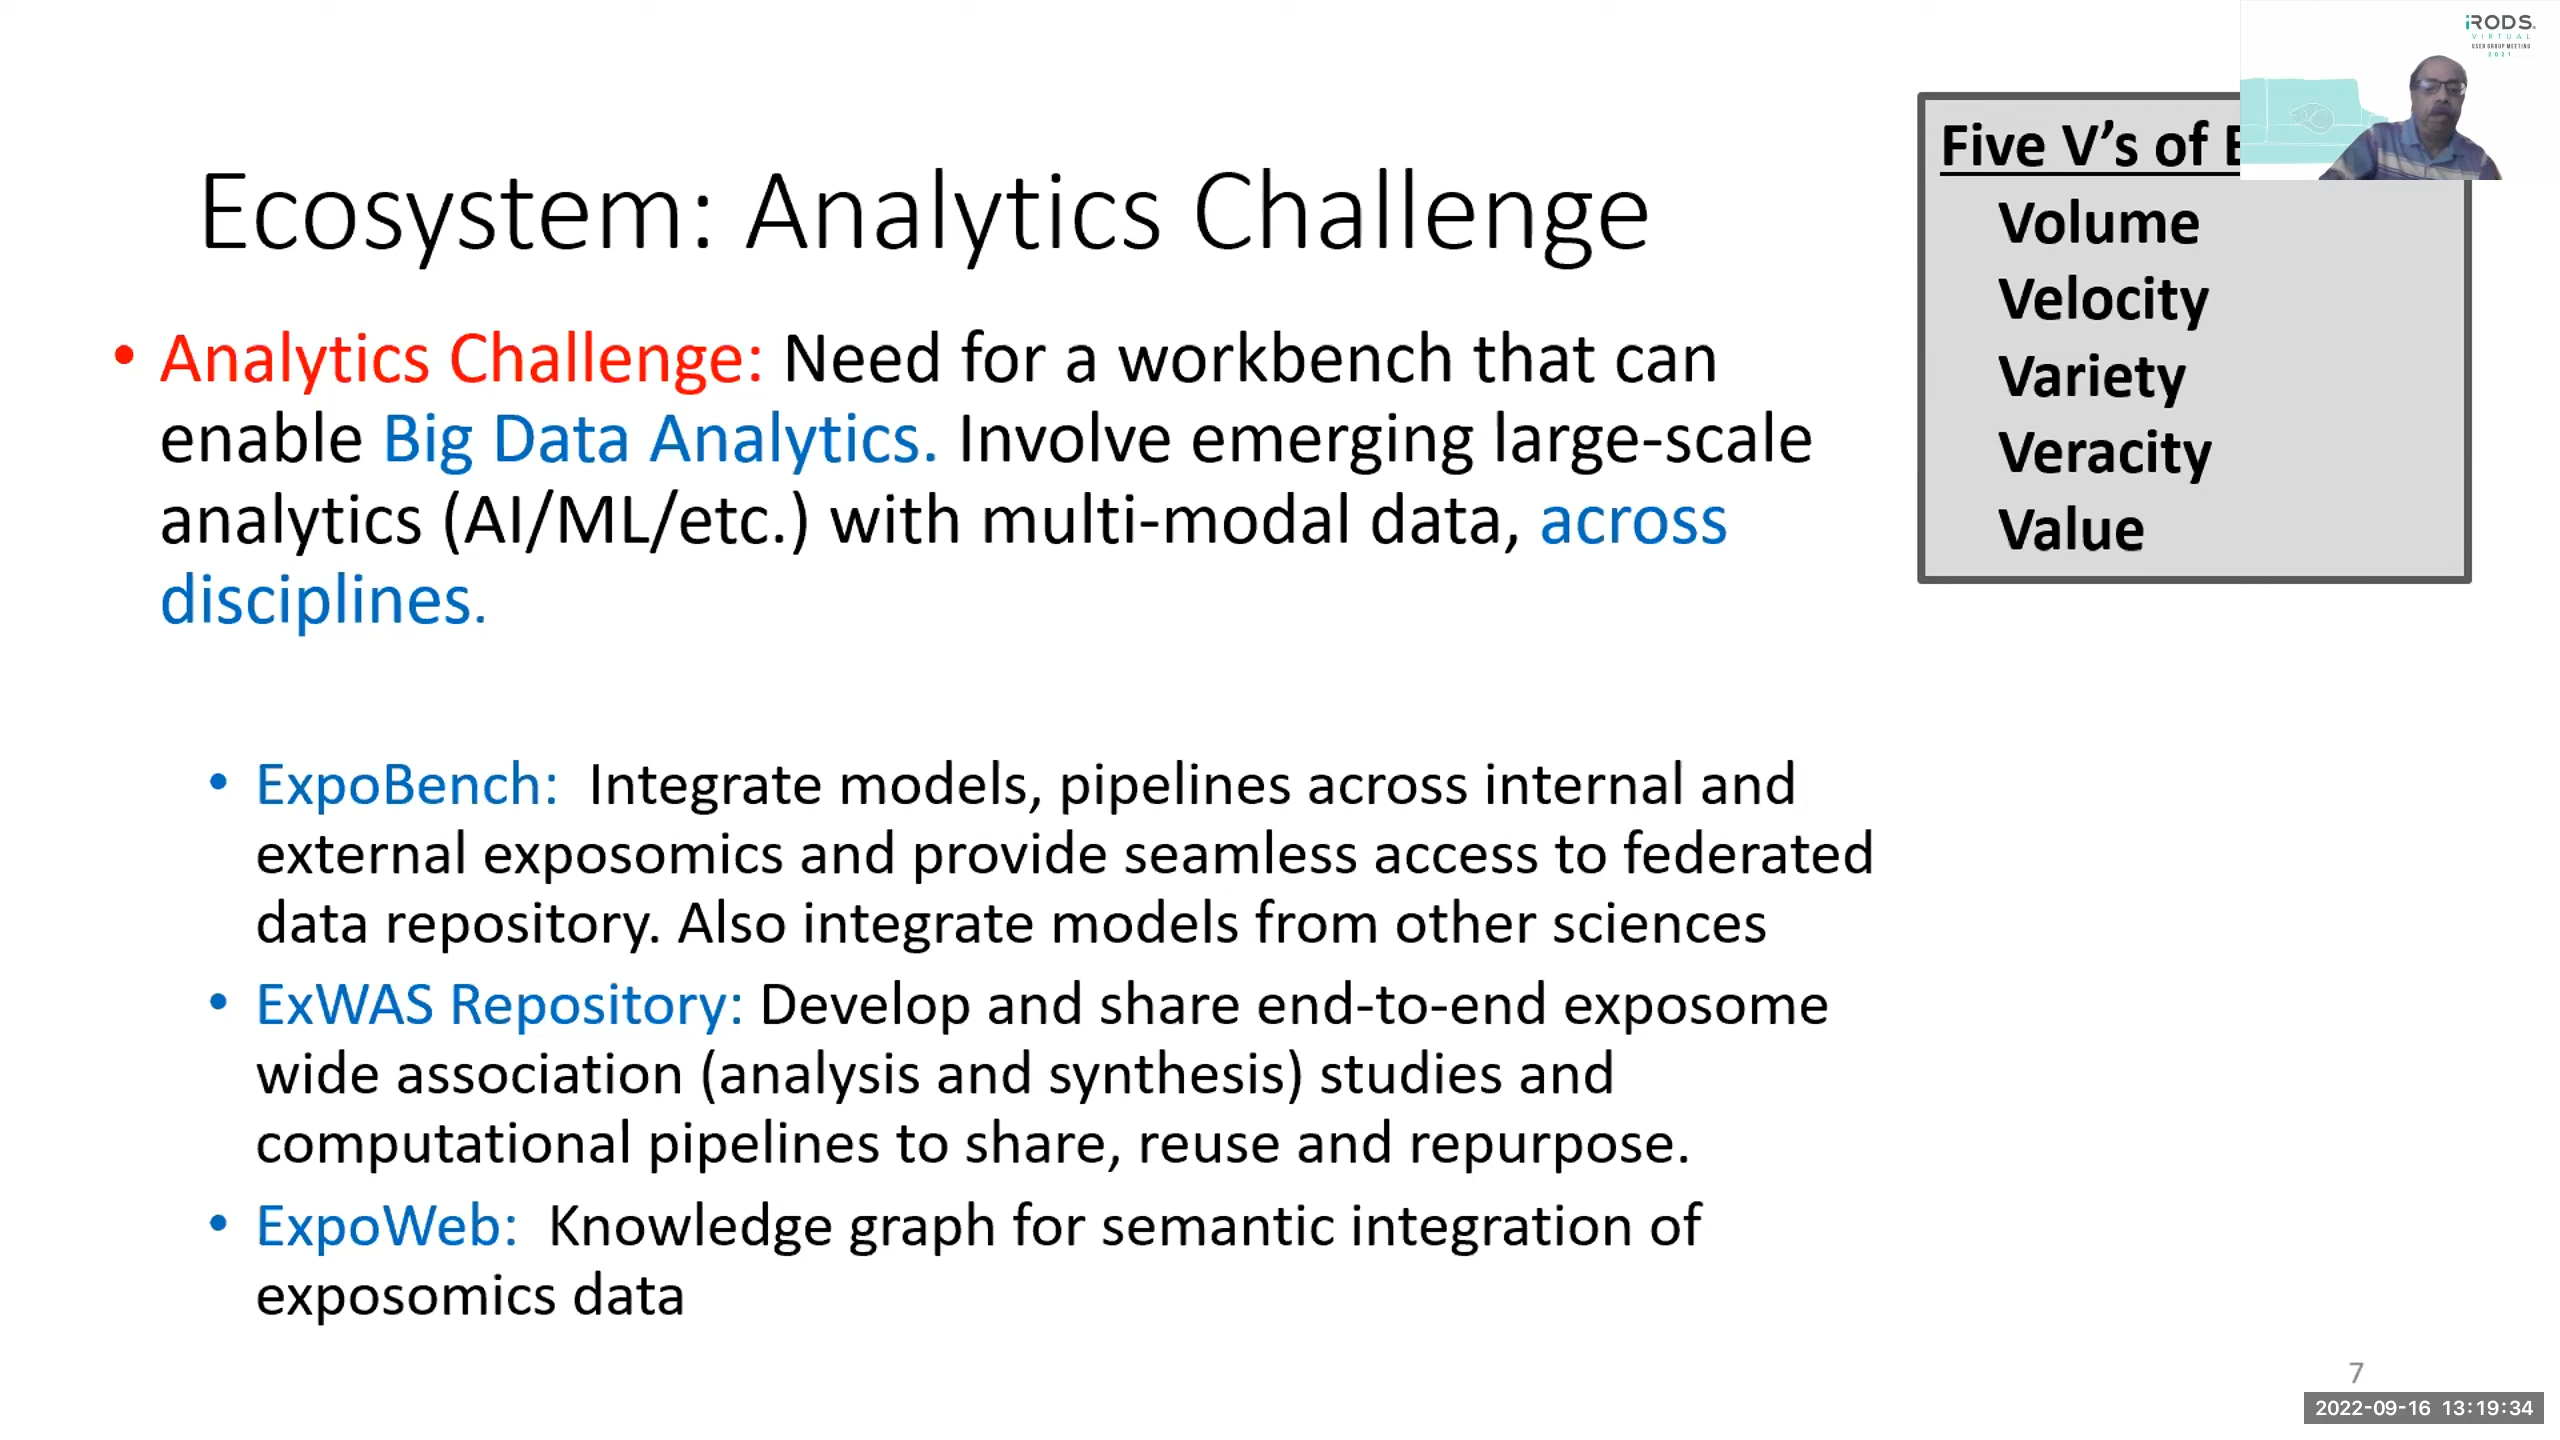 iRODS
VIRTUAL
USER GROUP MEETING
2021
Five V's of
Volume
Velocity
Variety
Veracity
Value
Ecosystem: Analytics Challenge
• Analytics Challenge: Need for a workbench that can
enable Big Data Analytics. Involve emerging large-scale
analytics (AI/ML/etc.) with multi-modal data, across
disciplines.
• ExpoBench: Integrate models, pipelines across internal and
external exposomics and provide seamless access to federated
data repository. Also integrate models from other sciences
• ExWAS Repository: Develop and share end-to-end exposome
wide association (analysis and synthesis) studies and
computational pipelines to share, reuse and repurpose.
• ExpoWeb: Knowledge graph for semantic integration of
exposomics data
7
2022-09-16 13:19:34